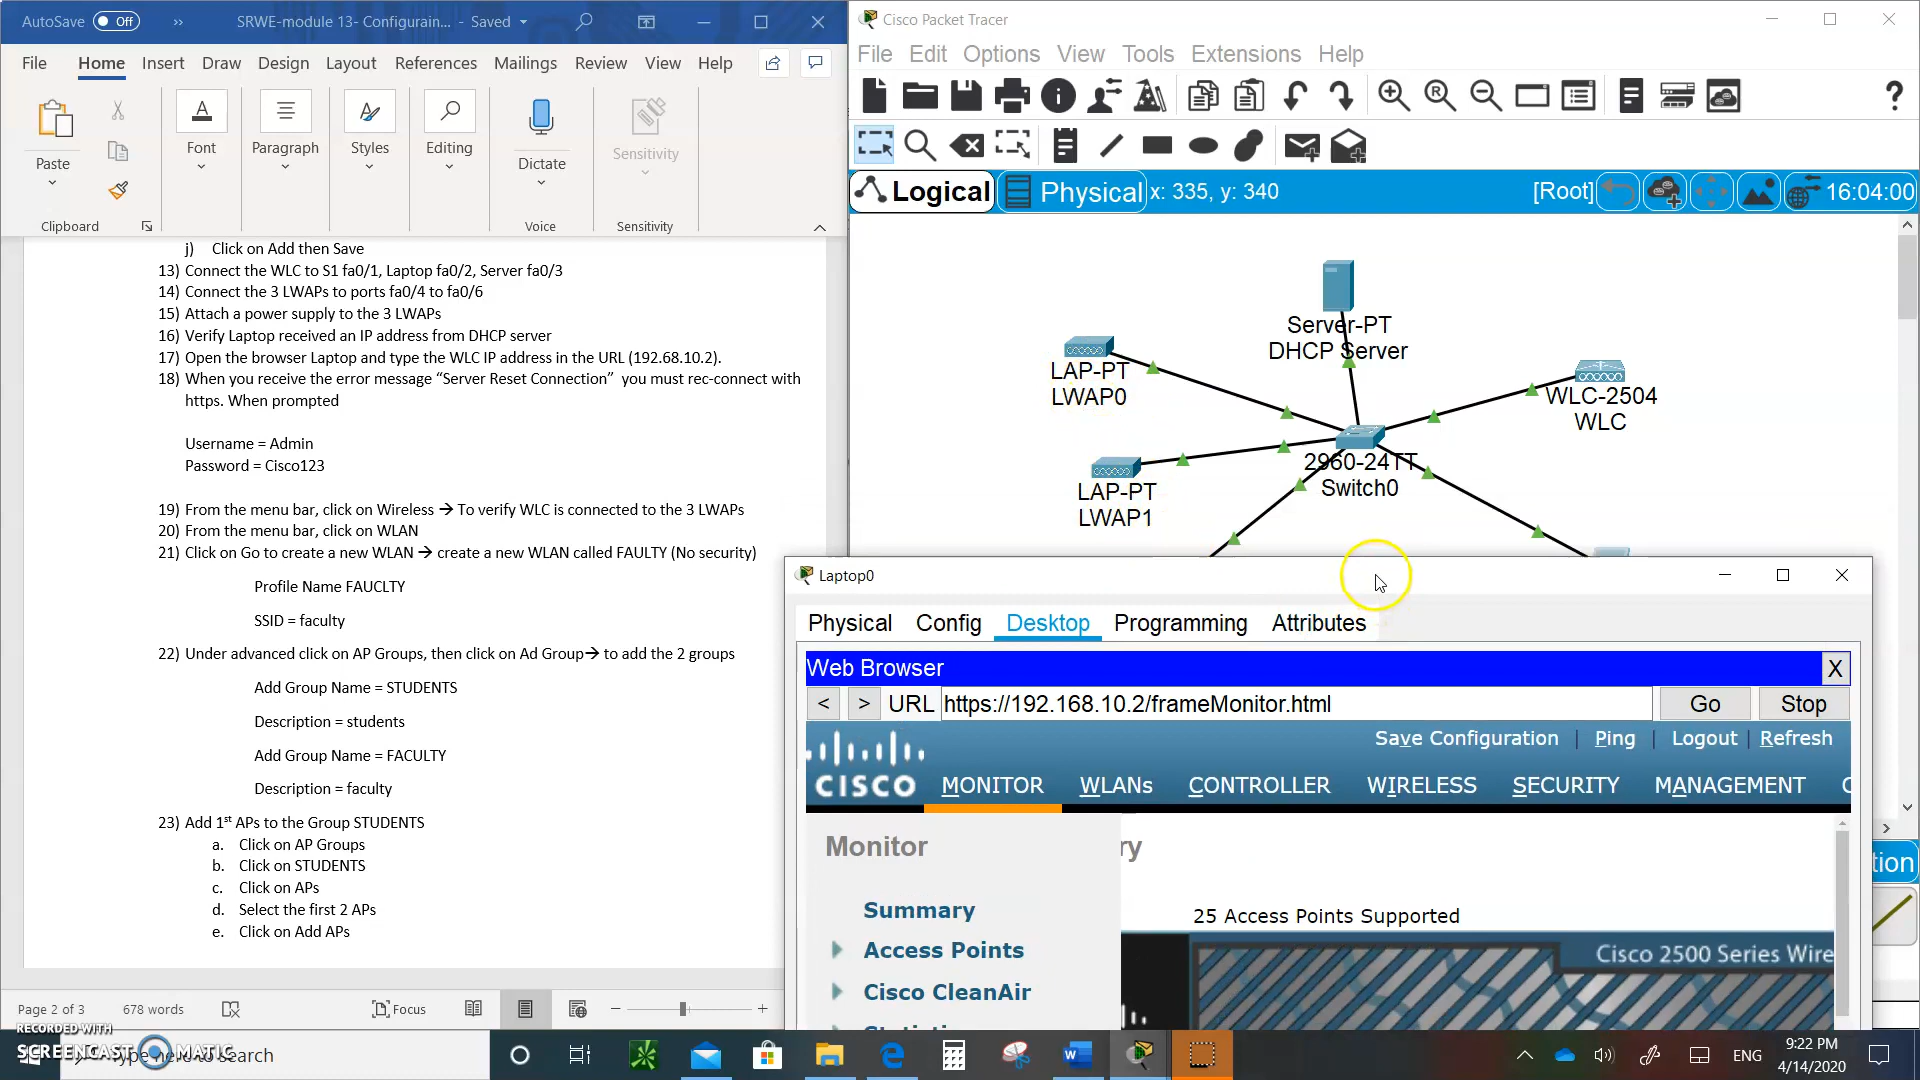 AutoSave Off SRWE-module 13- Configurain... - Saved
File Home Insert Draw Design Layout References Mailings Review View Help
Paste Font Paragraph Styles Editing Dictate Sensitivity
Clipboard Voice Sensitivity
j) Click on Add then Save
13) Connect the WLC to S1 fa0/1, Laptop fa0/2, Server fa0/3
14) Connect the 3 LWAPs to ports fa0/4 to fa0/6
15) Attach a power supply to the 3 LWAPs
16) Verify Laptop received an IP address from DHCP server
17) Open the browser Laptop and type the WLC IP address in the URL (192.68.10.2).
18) When you receive the error message “Server Reset Connection” you must rec-connect with
https. When prompted
Username = Admin
Password = Cisco123
19) From the menu bar, click on Wireless → To verify WLC is connected to the 3 LWAPs
20) From the menu bar, click on WLAN
21) Click on Go to create a new WLAN → create a new WLAN called FAULTY (No security)
Profile Name FAUCLTY
SSID = faculty
22) Under advanced click on AP Groups, then click on Ad Group→ to add the 2 groups
Add Group Name = STUDENTS
Description = students
Add Group Name = FACULTY
Description = faculty
23) Add 1st APs to the Group STUDENTS
a. Click on AP Groups
b. Click on STUDENTS
c. Click on APs
d. Select the first 2 APs
e. Click on Add APs
Page 2 of 3 678 words Focus
Cisco Packet Tracer
File Edit Options View Tools Extensions Help
Logical Physical x: 335, y: 340 [Root] 16:04:00
Server-PT
DHCP Server
LAP-PT
LWAP0
WLC-2504
WLC
2960-24TT
Switch0
LAP-PT
LWAP1
Laptop0
Physical Config Desktop Programming Attributes
Web Browser X
< > URL https://192.168.10.2/frameMonitor.html Go Stop
Save Configuration | Ping | Logout | Refresh
CISCO MONITOR WLANs CONTROLLER WIRELESS SECURITY MANAGEMENT C
Monitor ry
Summary
25 Access Points Supported
Access Points
Cisco 2500 Series Wire
Cisco CleanAir
tion
RECORDED WITH
SCREENCAST MATIC
Type here to search
ENG
9:22 PM
4/14/2020